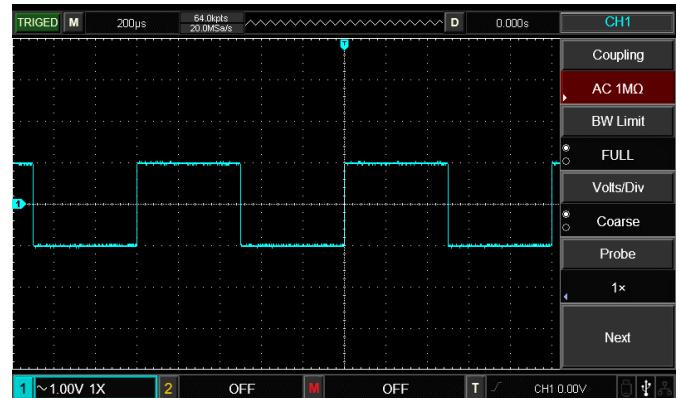 TRIGED M 200µs 64.0kpts D 0.000s CH1
20.0MSa/s
T
Coupling
AC 1MΩ
BW Limit
FULL
Volts/Div
1
Coarse
Probe
1×
Next
1 ~1.00V 1X 2 OFF M OFF T CH1 0.00V